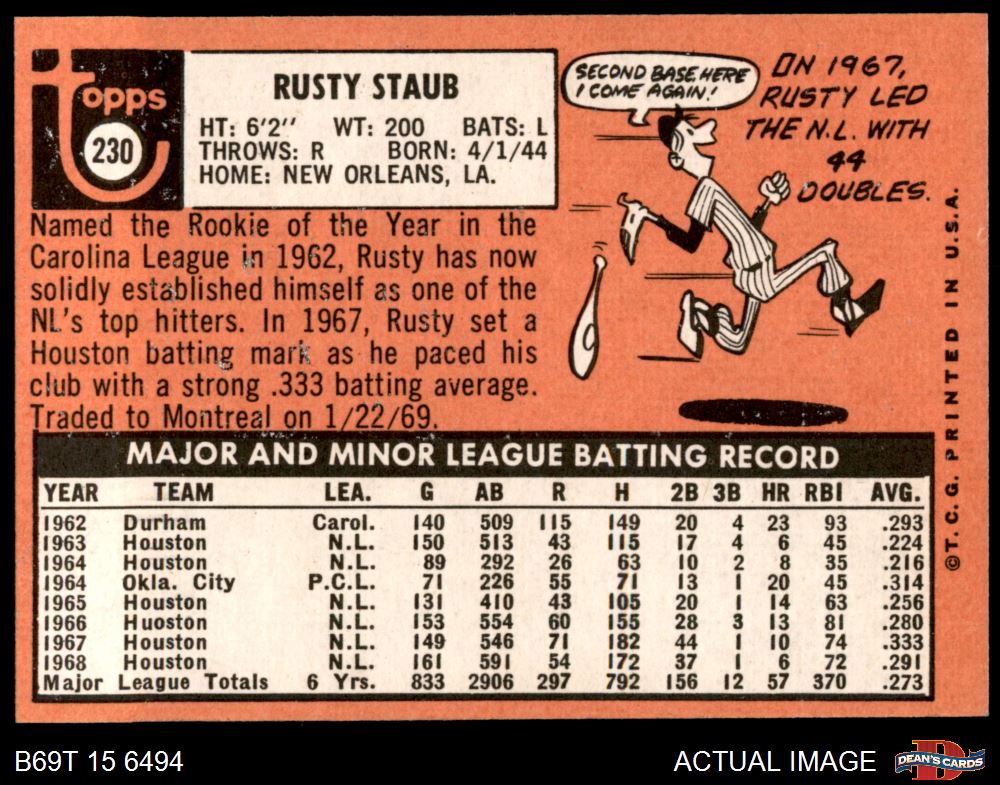 Topps
230
RUSTY STAUB
HT: 6'2" WT: 200 BATS: L
THROWS: R BORN: 4/1/44
HOME: NEW ORLEANS, LA.
Named the Rookie of the Year in the
Carolina League in 1962, Rusty has now
solidly established himself as one of the
NL's top hitters. In 1967, Rusty set a
Houston batting mark as he paced his
club with a strong .333 batting average.
Traded to Montreal on 1/22/69.
SECOND BASE HERE
I COME AGAIN!
IN 1967,
RUSTY LED
THE N.L. WITH
44
DOUBLES.
©T.C.G. PRINTED IN U.S.A.
MAJOR AND MINOR LEAGUE BATTING RECORD
YEAR TEAM LEA. G AB R H 2B 3B HR RBI AVG.
1962 Durham Carol. 140 509 115 149 20 4 23 93 .293
1963 Houston N.L. 150 513 43 115 17 4 6 45 .224
1964 Houston N.L. 89 292 26 63 10 2 8 35 .216
1964 Okla. City P.C.L. 71 226 55 71 13 1 20 45 .314
1965 Houston N.L. 131 410 43 105 20 1 14 63 .256
1966 Huoston N.L. 153 554 60 155 28 3 13 81 .280
1967 Houston N.L. 149 546 71 182 44 1 10 74 .333
1968 Houston N.L. 161 591 54 172 37 1 6 72 .291
Major League Totals 6 Yrs. 833 2906 297 792 156 12 57 370 .273
B69T 15 6494
ACTUAL IMAGE
DEAN'S CARDS